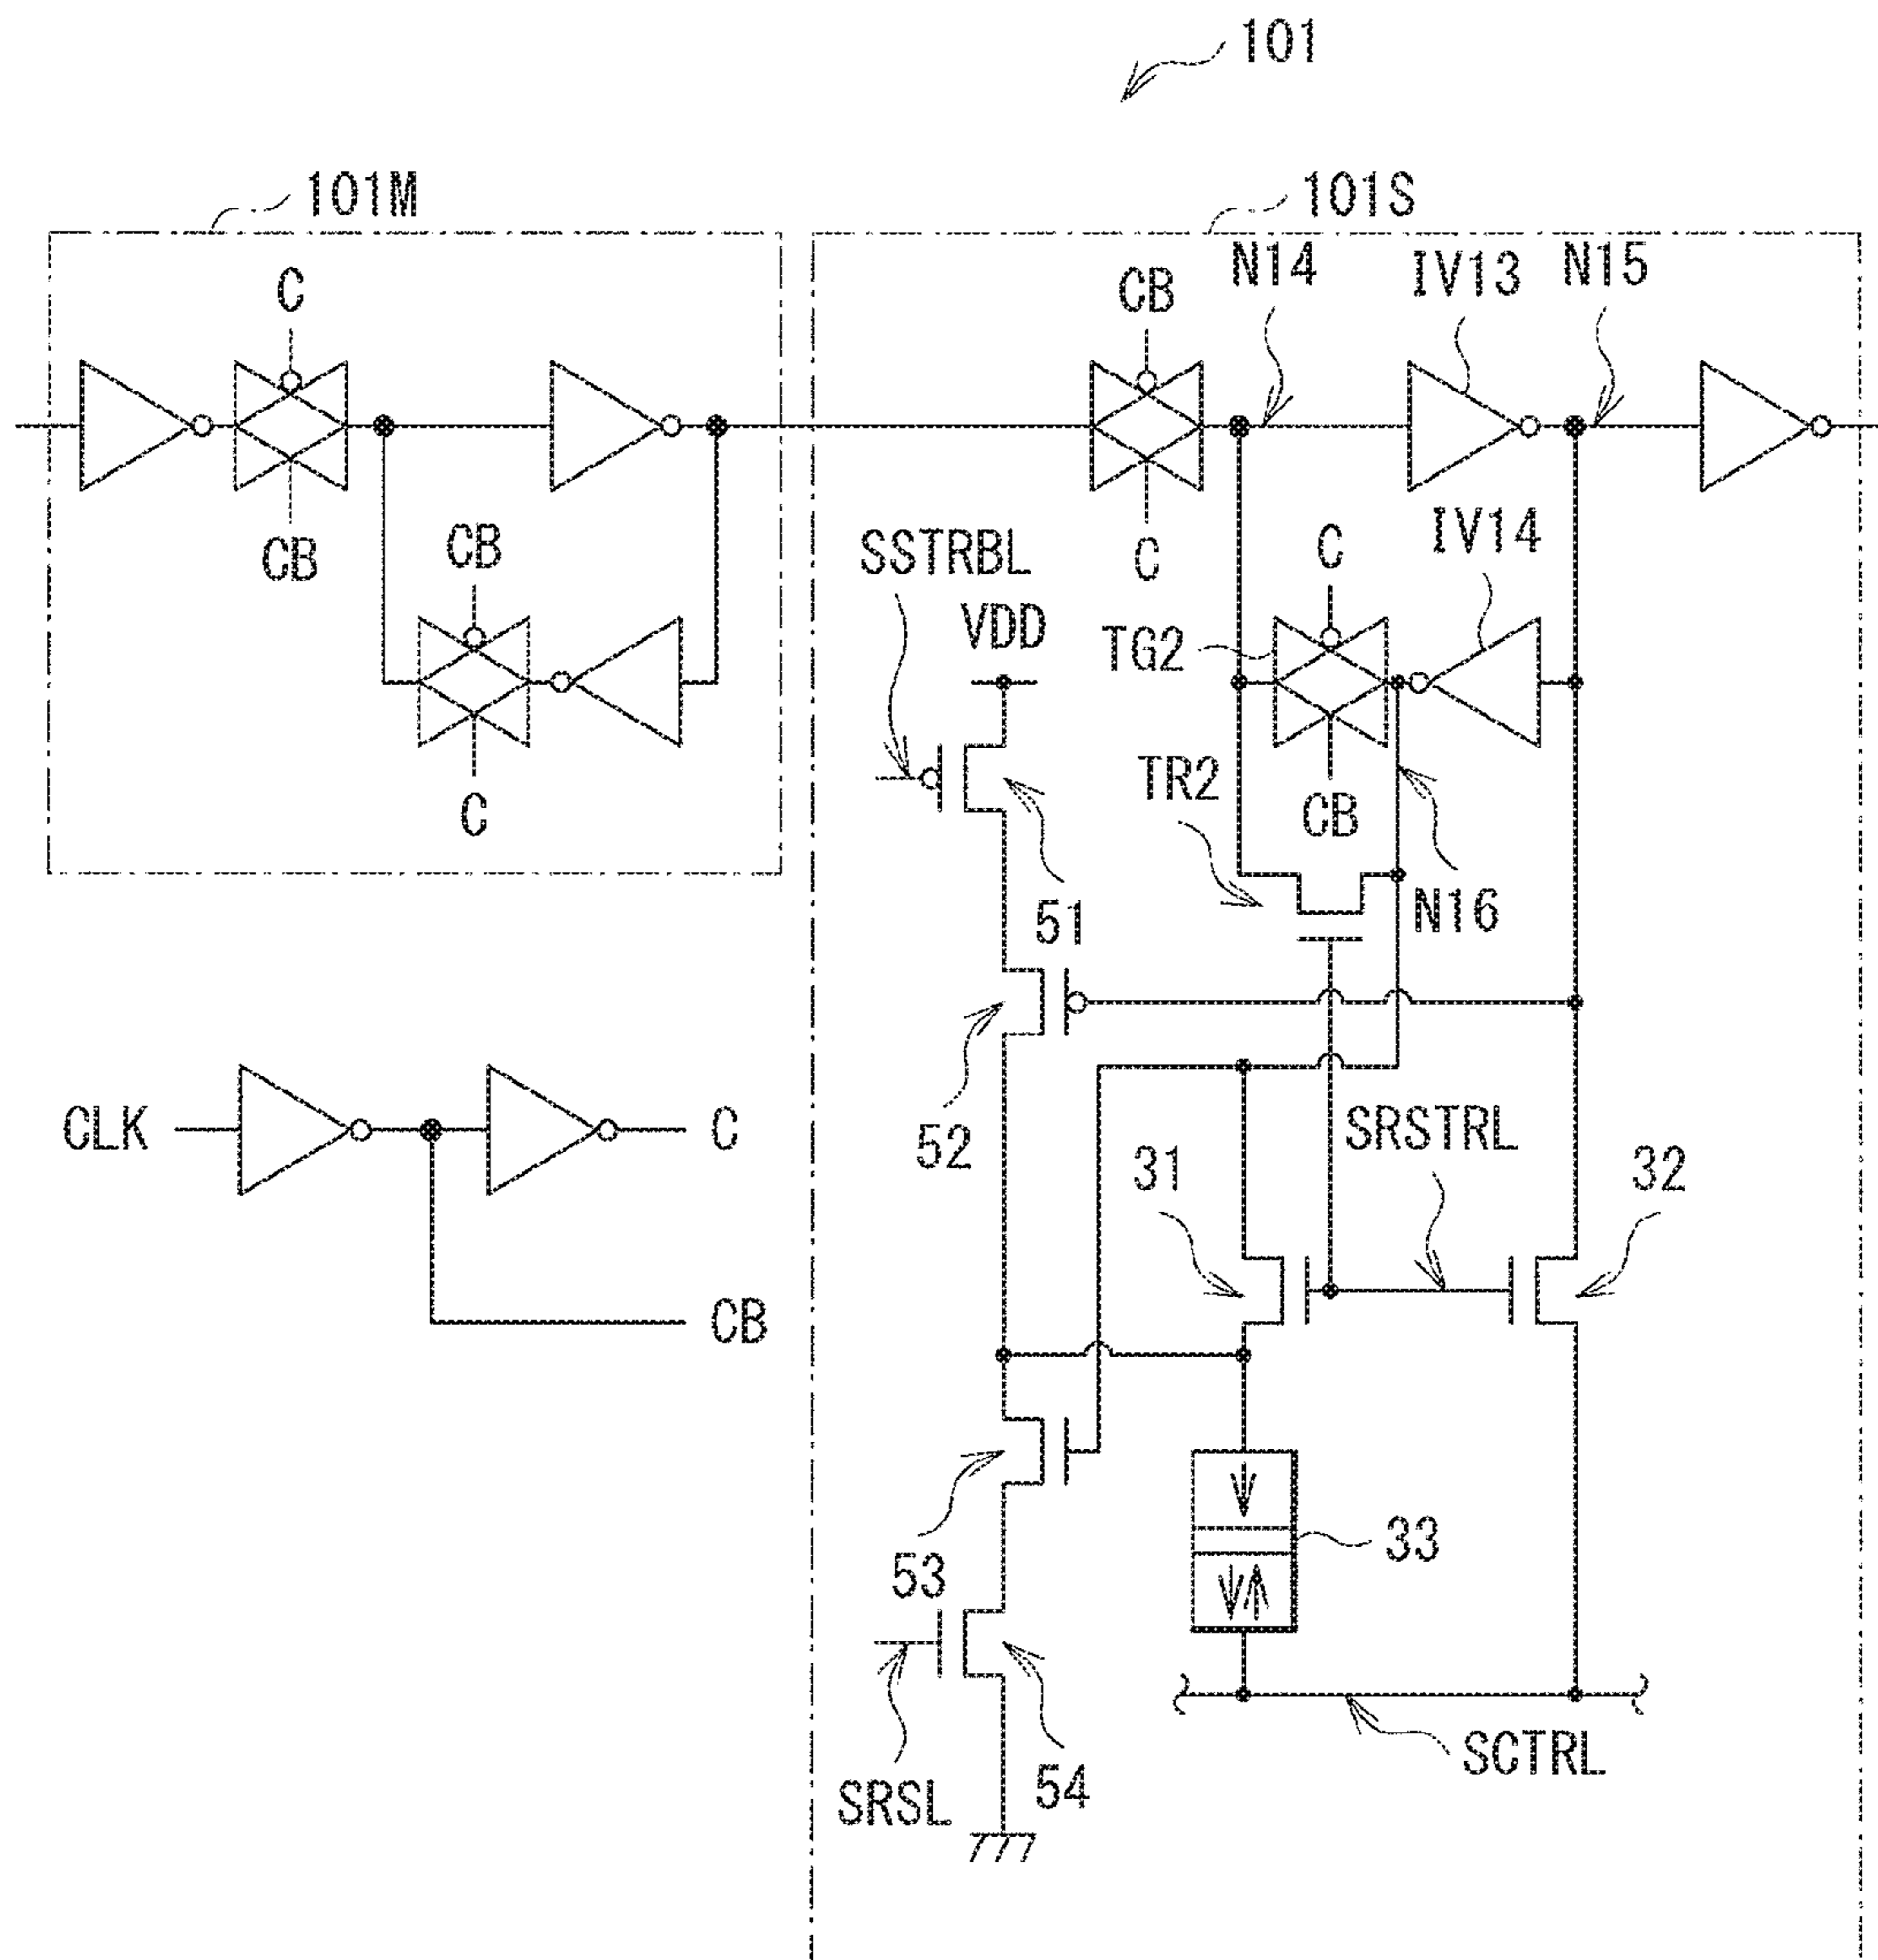 101
101M
101S
C
CB
N14
IV13
N15
CB
CB
SSTRBL
C
C
IV14
VDD
TG2
TR2
C
CB
51
N16
CLK
C
52
SRSTRL
31
32
CB
33
53
SCTRL
SRSL
54